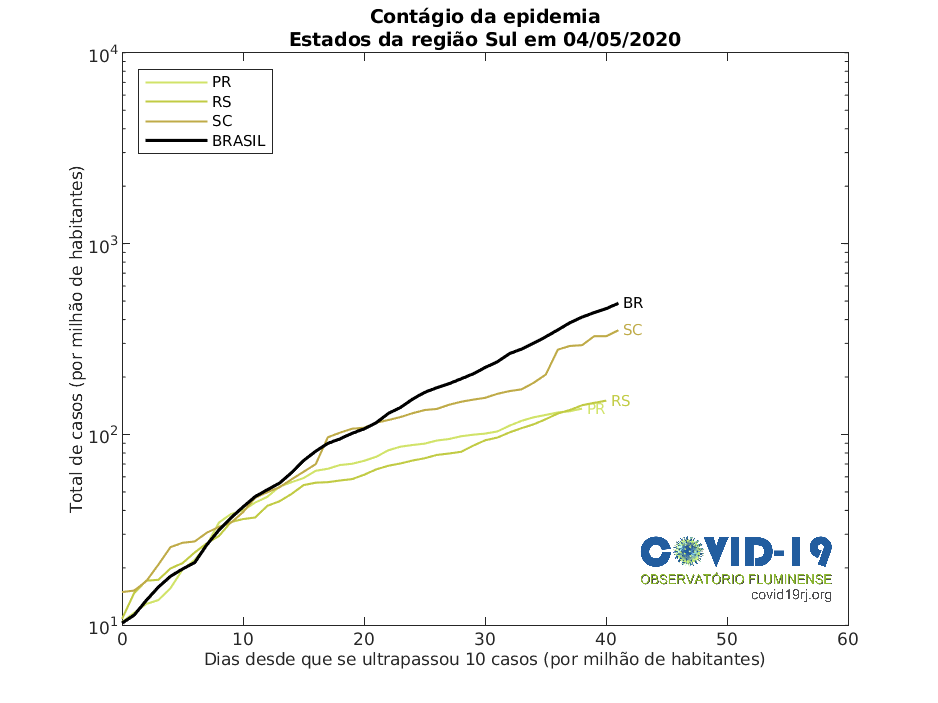 Contágio da epidemia
Estados da região Sul em 04/05/2020
10^4
PR
RS
SC
BRASIL
Total de casos (por milhão de habitantes)
10^3
BR
SC
RS
PR
10^2
COVID-19
OBSERVATÓRIO FLUMINENSE
covid19rj.org
10^1
0 10 20 30 40 50 60
Dias desde que se ultrapassou 10 casos (por milhão de habitantes)